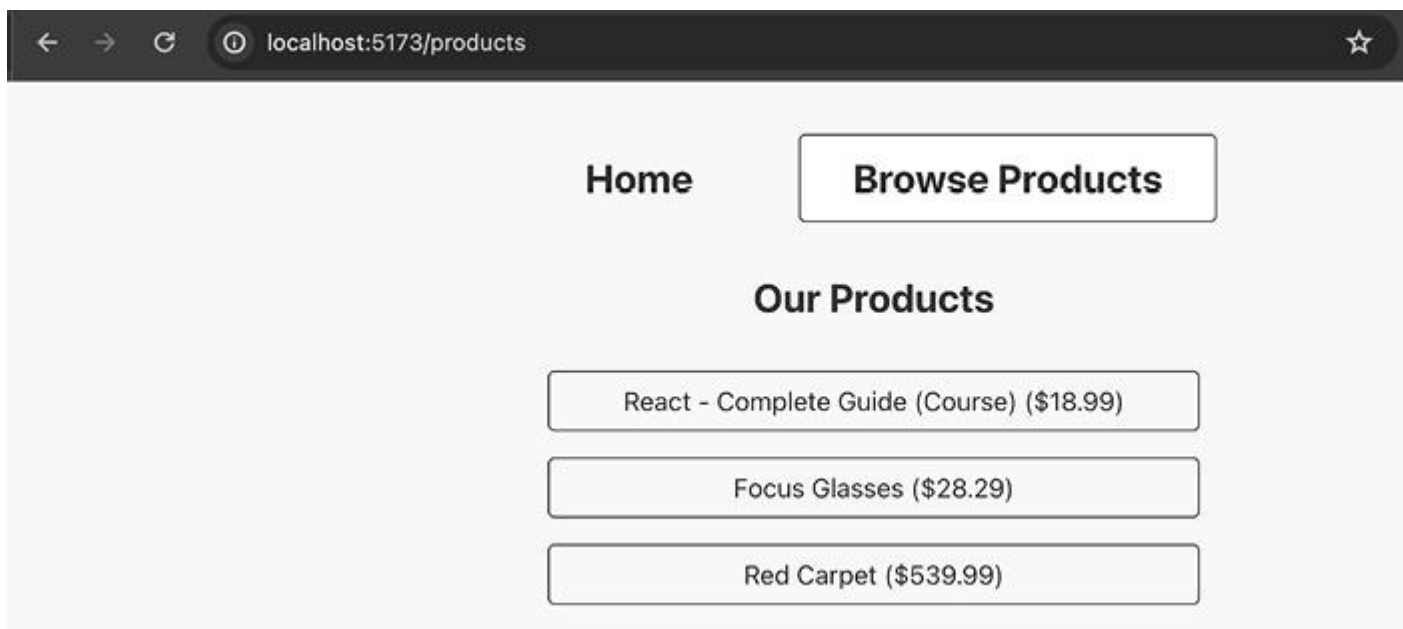 localhost:5173/products
Home Browse Products
Our Products
React - Complete Guide (Course) ($18.99)
Focus Glasses ($28.29)
Red Carpet ($539.99)